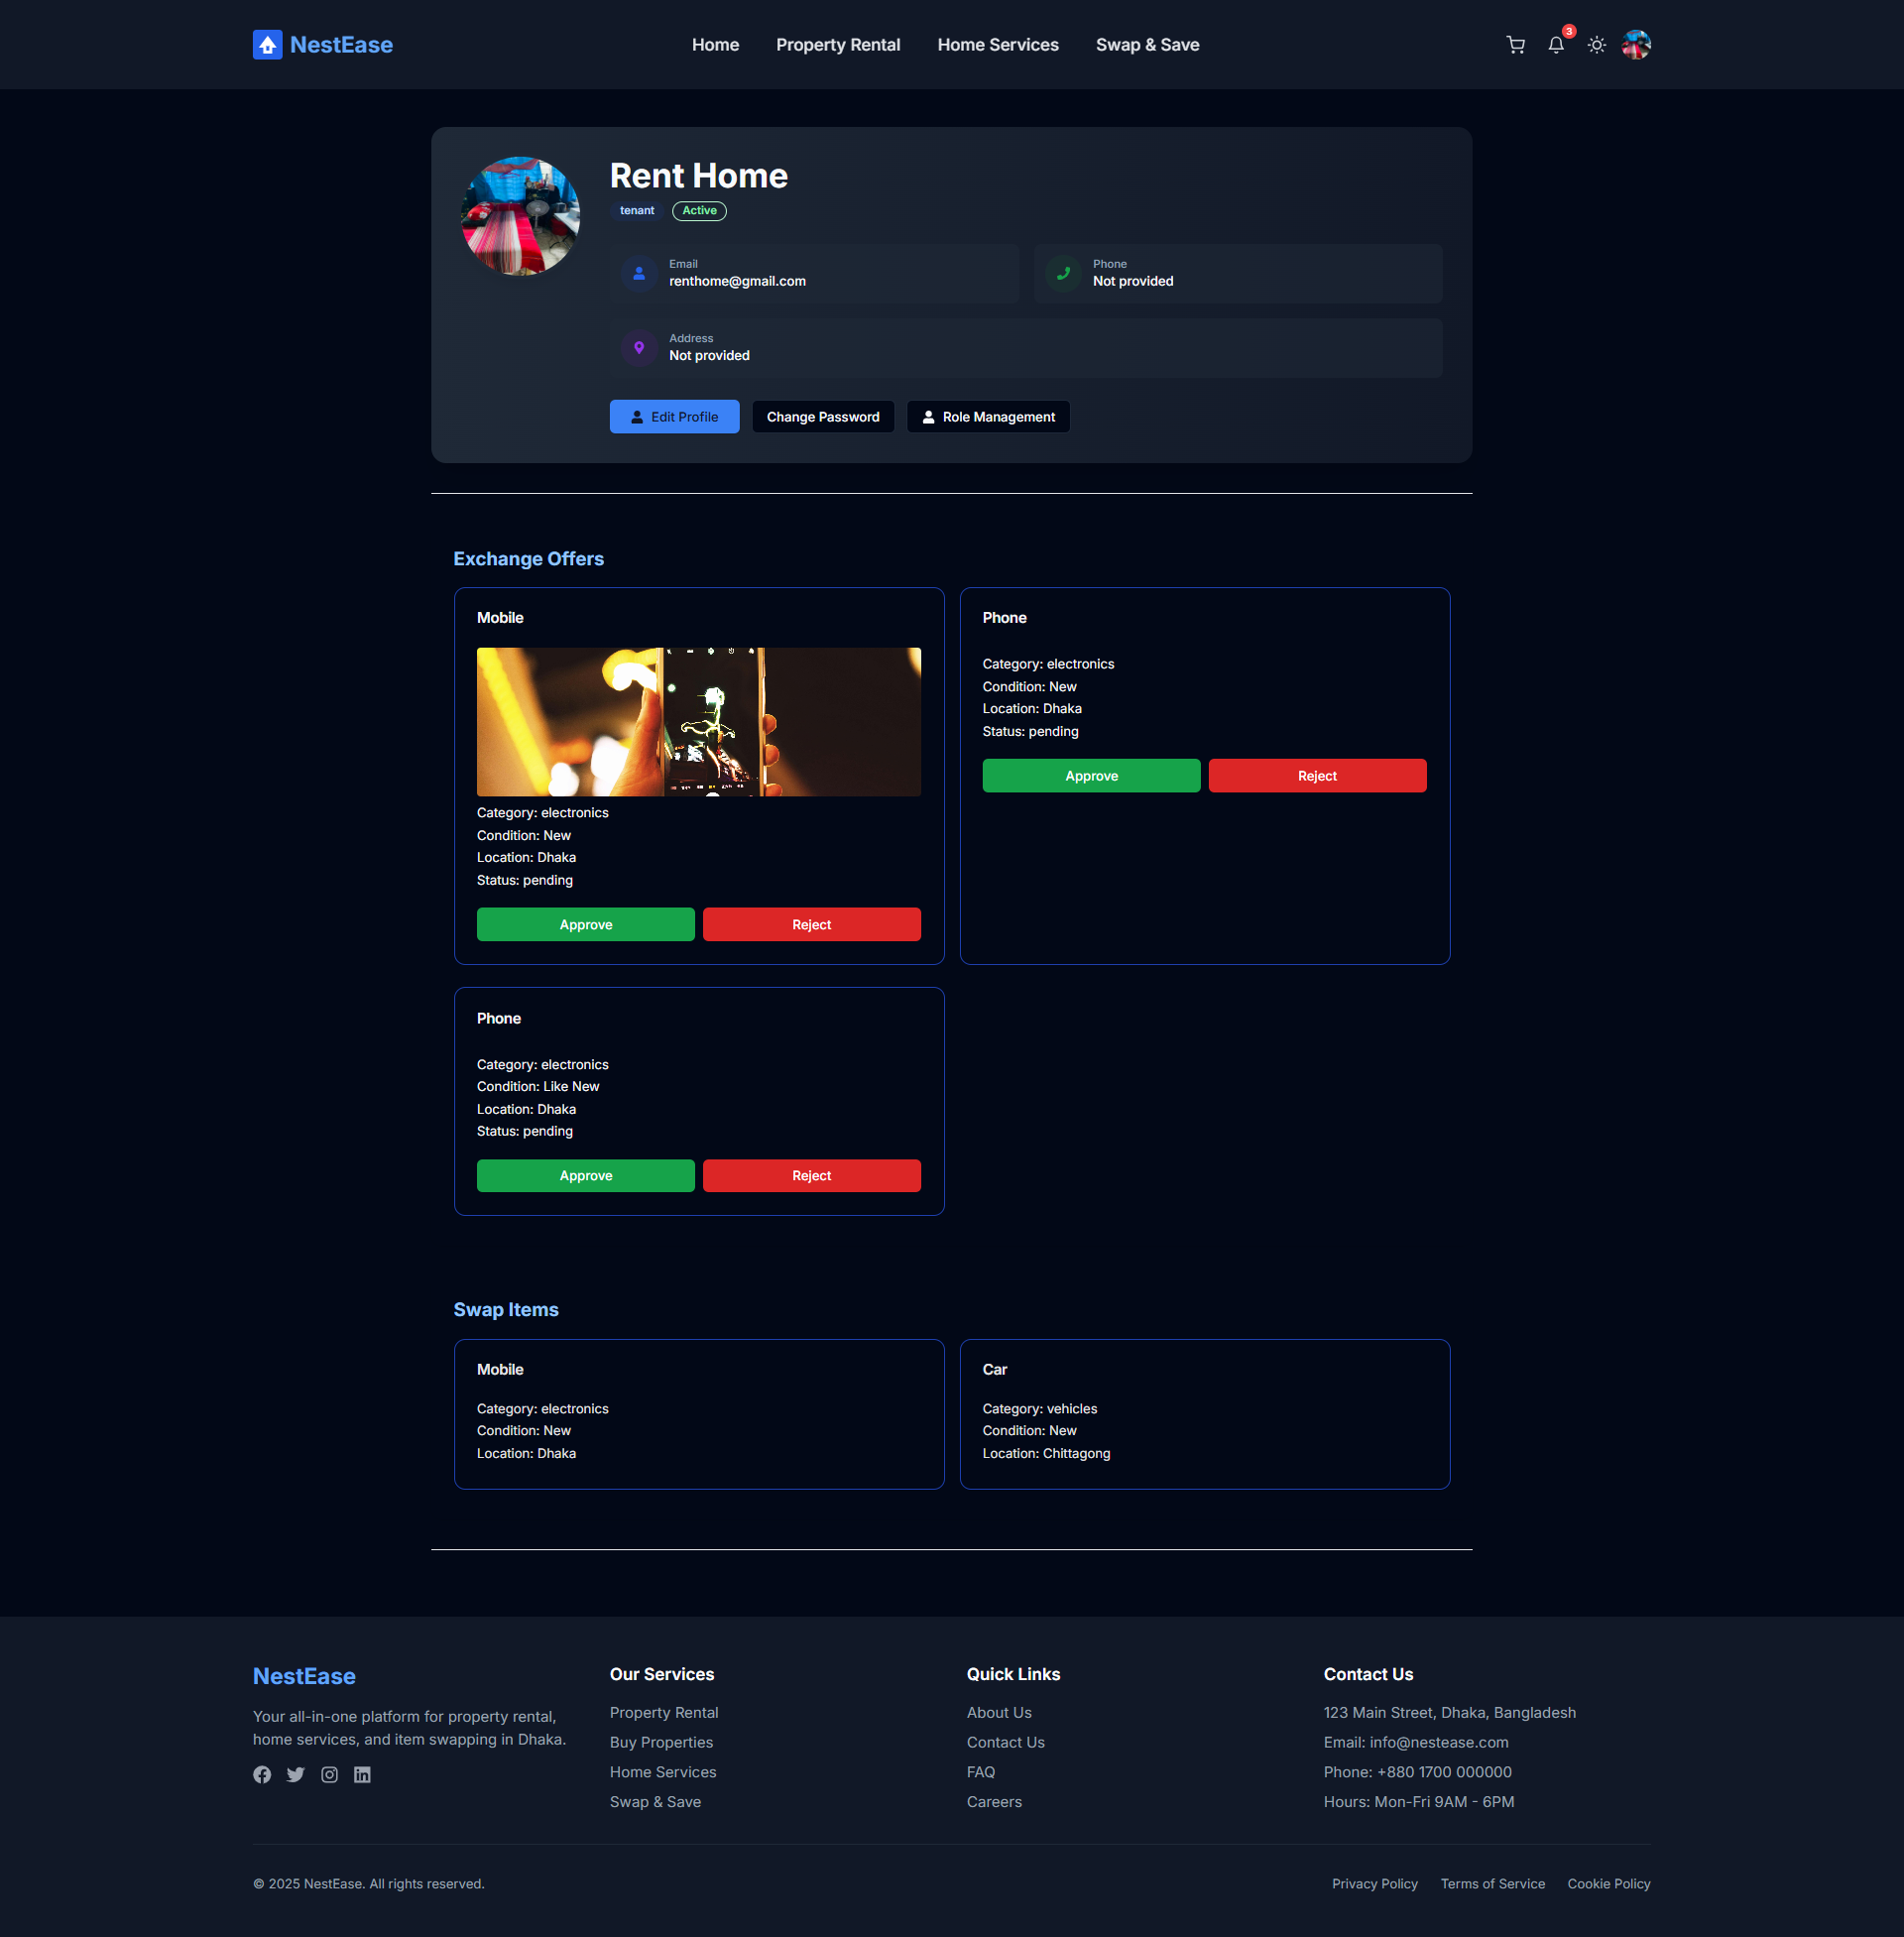 NestEase
Home
Property Rental
Home Services
Swap & Save
3
Rent Home
tenant
Active
Email
renthome@gmail.com
Phone
Not provided
Address
Not provided
Edit Profile
Change Password
Role Management
Exchange Offers
Mobile
Category: electronics
Condition: New
Location: Dhaka
Status: pending
Approve
Reject
Phone
Category: electronics
Condition: New
Location: Dhaka
Status: pending
Approve
Reject
Phone
Category: electronics
Condition: Like New
Location: Dhaka
Status: pending
Approve
Reject
Swap Items
Mobile
Category: electronics
Condition: New
Location: Dhaka
Car
Category: vehicles
Condition: New
Location: Chittagong
NestEase
Your all-in-one platform for property rental,
home services, and item swapping in Dhaka.
Our Services
Property Rental
Buy Properties
Home Services
Swap & Save
Quick Links
About Us
Contact Us
FAQ
Careers
Contact Us
123 Main Street, Dhaka, Bangladesh
Email: info@nestease.com
Phone: +880 1700 000000
Hours: Mon-Fri 9AM - 6PM
© 2025 NestEase. All rights reserved.
Privacy Policy
Terms of Service
Cookie Policy